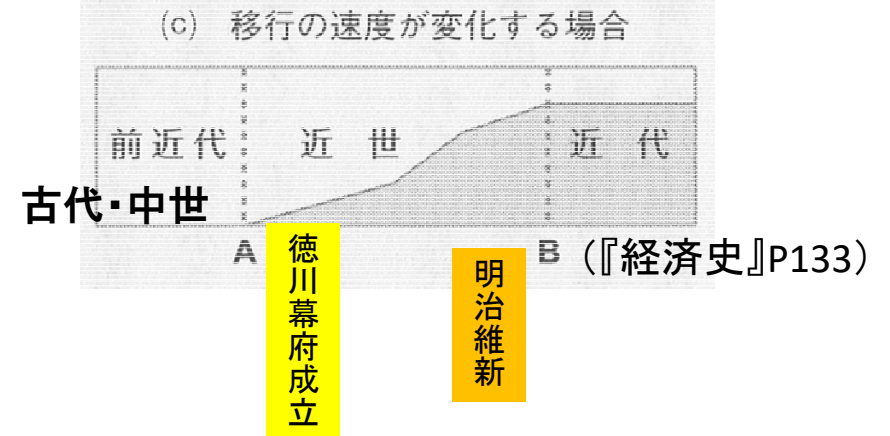 (c) 移行の速度が変化する場合
前近代 近世 近代
古代・中世
A B (『経済史』P133)
徳川幕府成立
明治維新